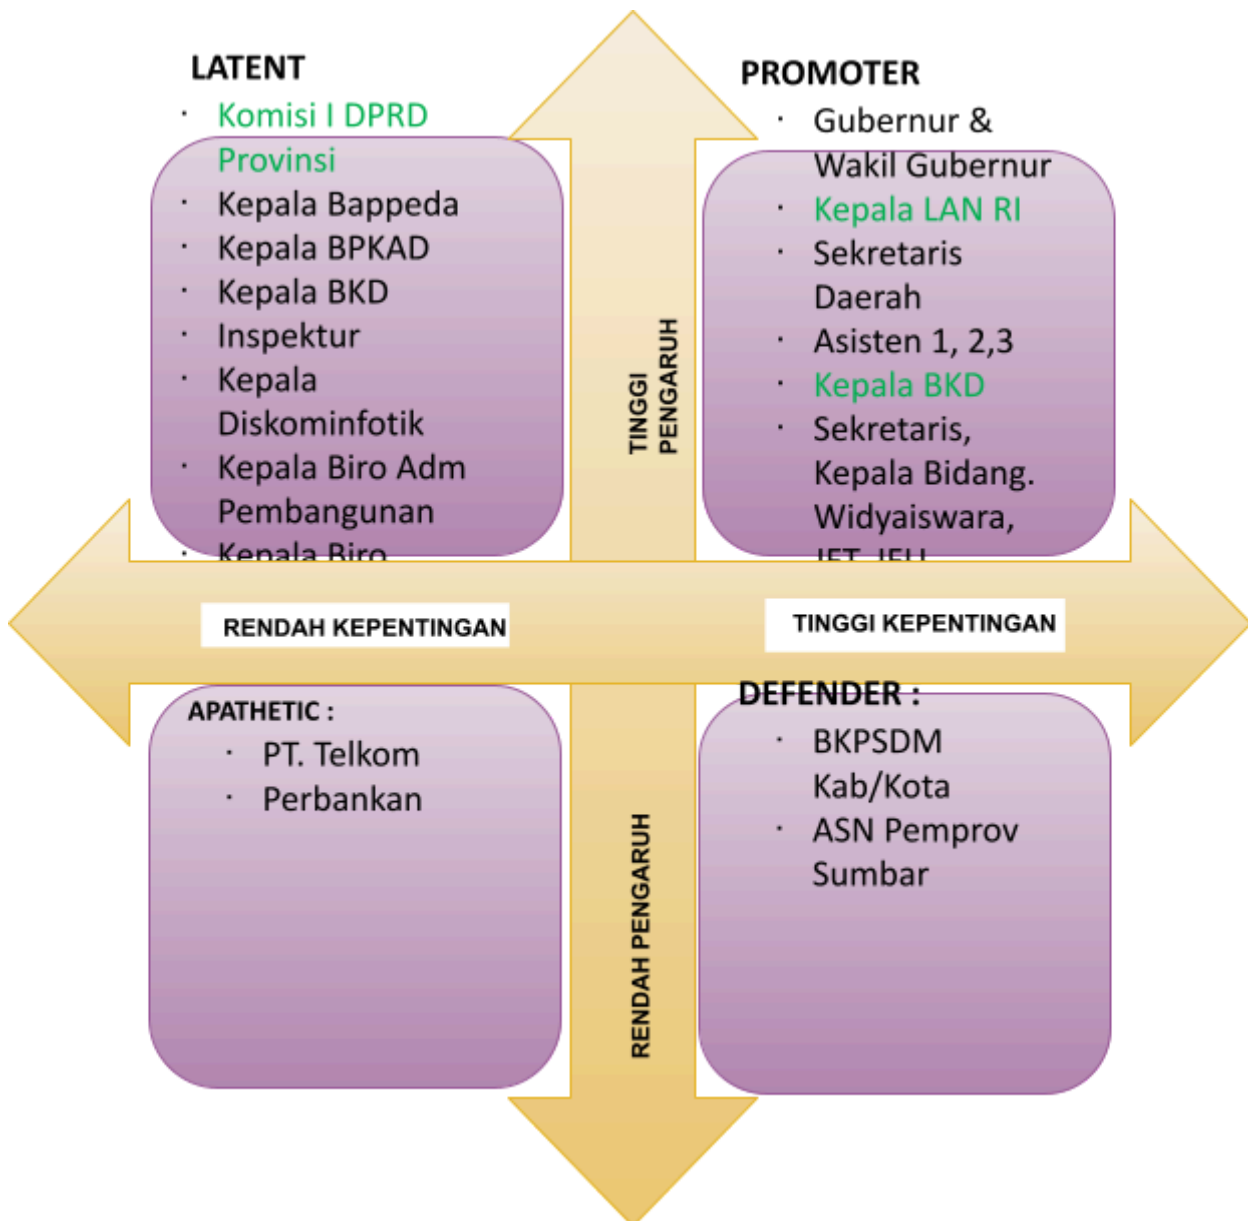 LATENT
· Komisi I DPRD
Provinsi
· Kepala Bappeda
· Kepala BPKAD
· Kepala BKD
· Inspektur
· Kepala
Diskominfotik
· Kepala Biro Adm
Pembangunan
· Kepala Biro
PROMOTER
· Gubernur &
Wakil Gubernur
· Kepala LAN RI
· Sekretaris
Daerah
· Asisten 1, 2,3
· Kepala BKD
· Sekretaris,
Kepala Bidang.
Widyaiswara,
TINGGI
PENGARUH
RENDAH KEPENTINGAN
TINGGI KEPENTINGAN
APATHETIC :
· PT. Telkom
· Perbankan
DEFENDER :
· BKPSDM
Kab/Kota
· ASN Pemprov
Sumbar
RENDAH PENGARUH